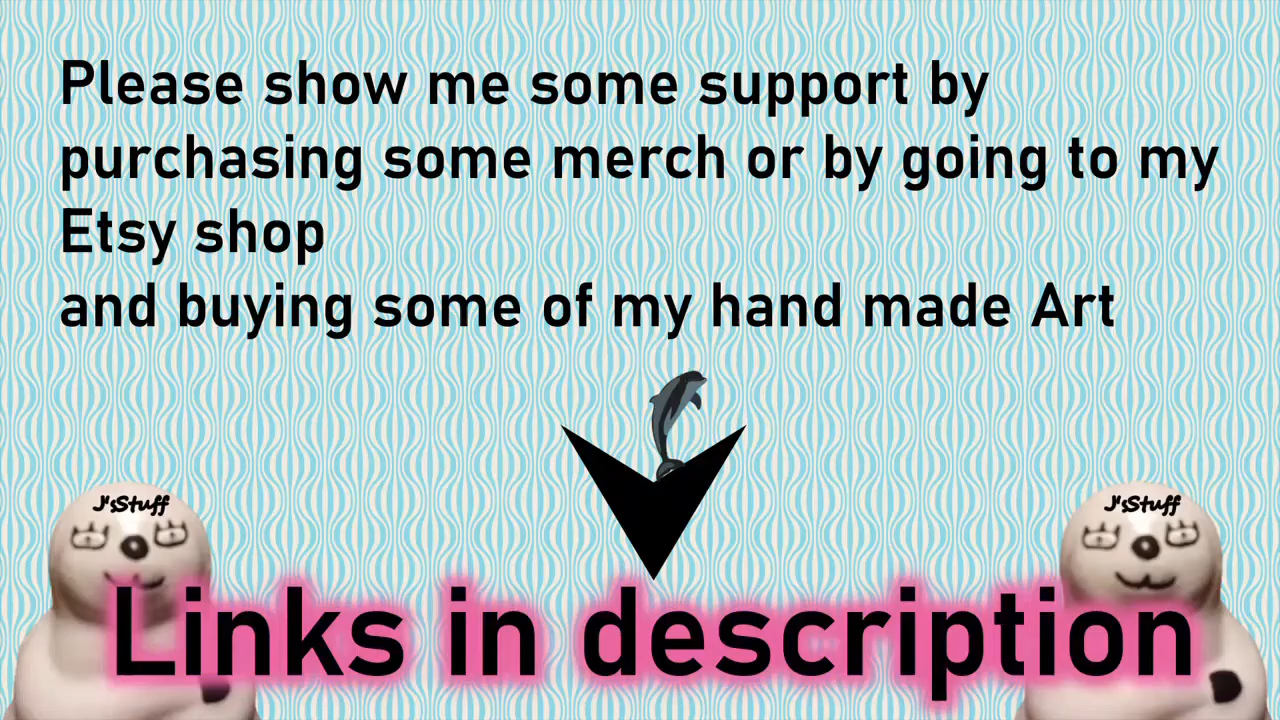 Please show me some support by
purchasing some merch or by going to my
Etsy shop
and buying some of my hand made Art
J'sStuff
J'sStuff
Links in description